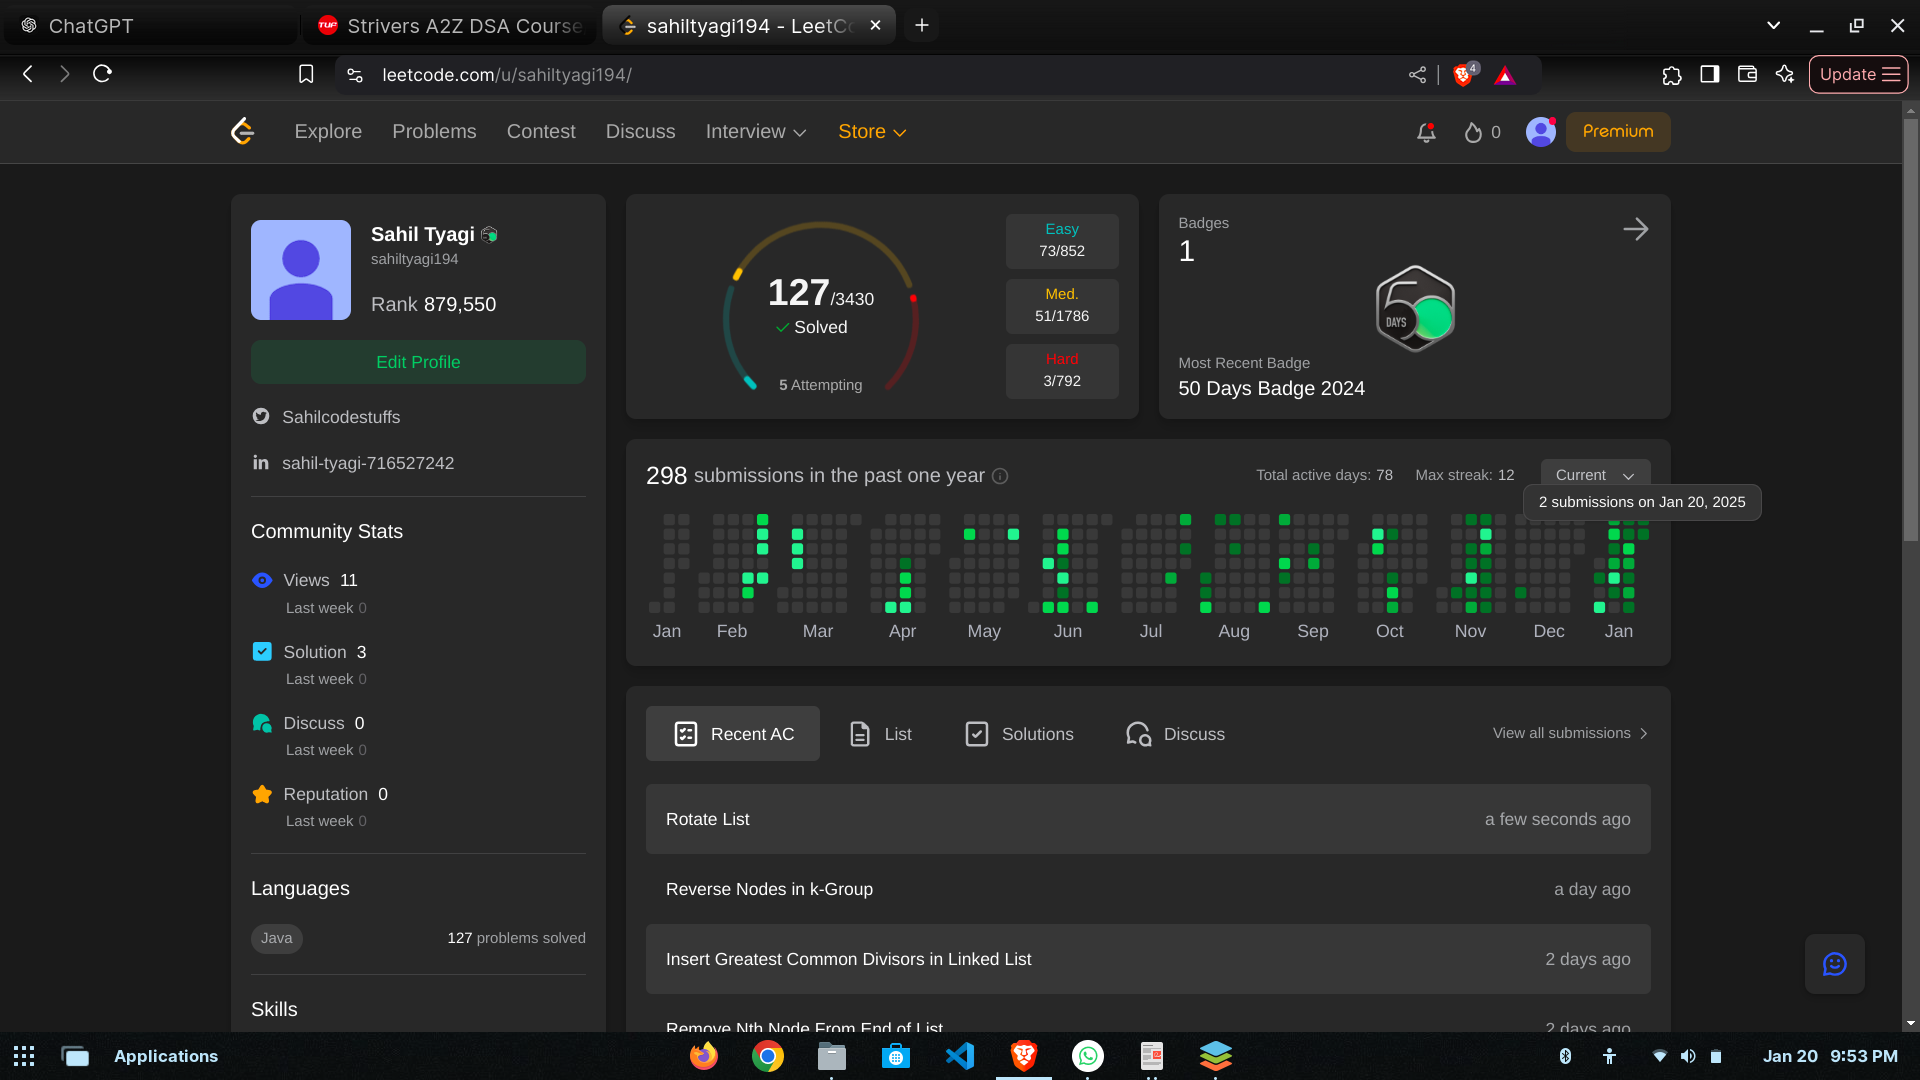 ChatGPT
Strivers A2Z DSA Course
sahiltyagi194 - LeetCo
leetcode.com/u/sahiltyagi194/
4
Update
Explore
Problems
Contest
Discuss
Interview
Store
0
Premium
Sahil Tyagi
sahiltyagi194
Rank 879,550
Edit Profile
Sahilcodestuffs
in sahil-tyagi-716527242
Community Stats
Views 11
Last week 0
Solution 3
Last week 0
Discuss 0
Last week 0
Reputation 0
Last week 0
Languages
Java
127 problems solved
Skills
127/3430
Solved
5 Attempting
Easy
73/852
Med.
51/1786
Hard
3/792
Badges
1
50
DAYS
Most Recent Badge
50 Days Badge 2024
298 submissions in the past one year
Total active days: 78
Max streak: 12
Current
2 submissions on Jan 20, 2025
Jan Feb Mar Apr May Jun Jul Aug Sep Oct Nov Dec Jan
Recent AC
List
Solutions
Discuss
View all submissions
Rotate List
a few seconds ago
Reverse Nodes in k-Group
a day ago
Insert Greatest Common Divisors in Linked List
2 days ago
Remove Nth Node From End of List
2 days ago
Applications
Jan 20 9:53 PM